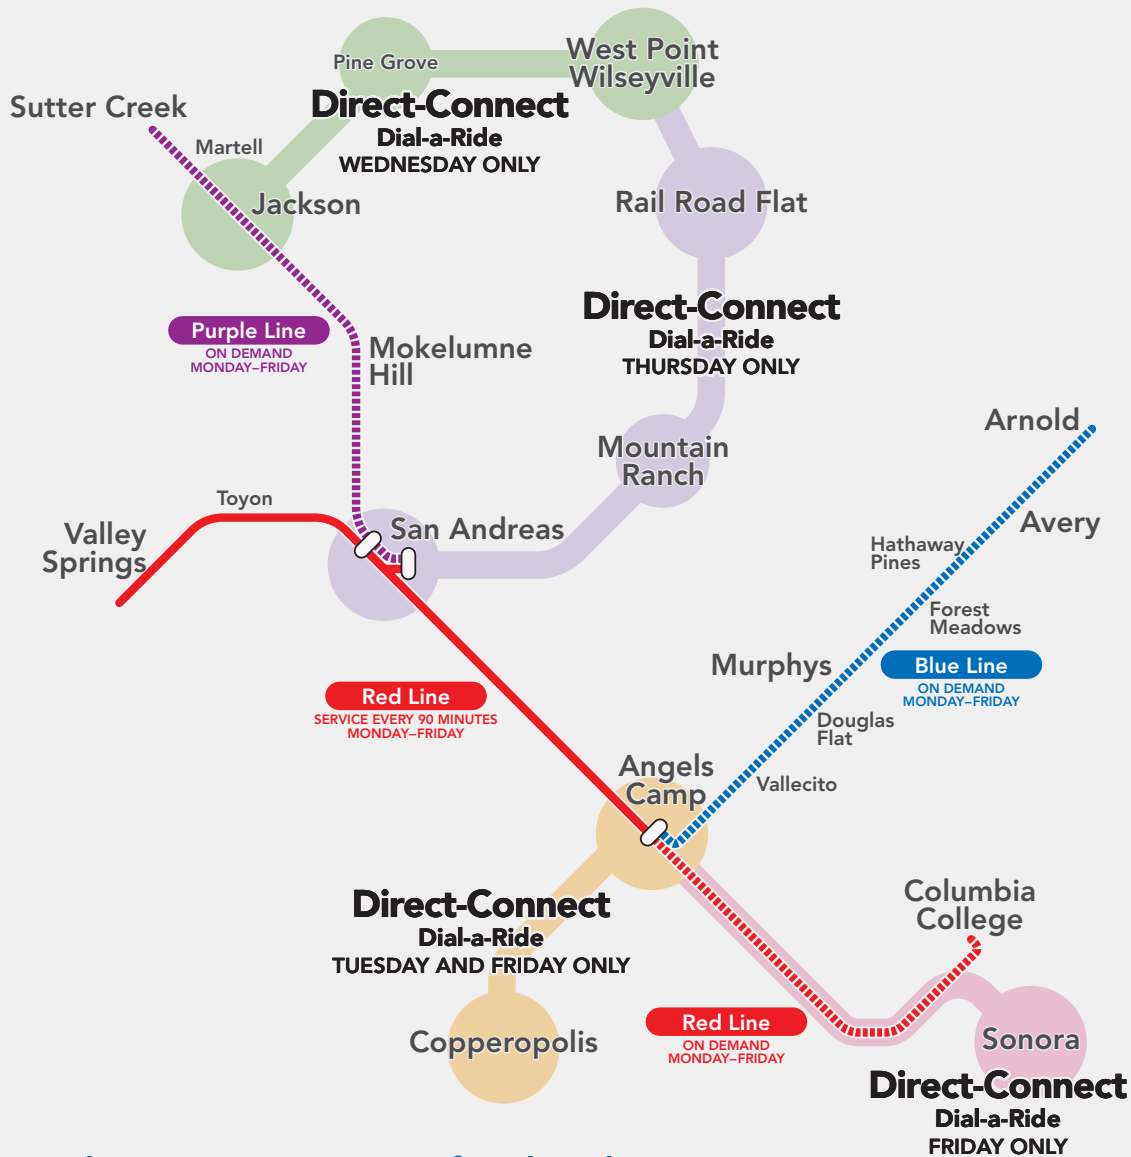 Pine Grove
West Point
Wilseyville
Sutter Creek
Direct-Connect
Dial-a-Ride
WEDNESDAY ONLY
Martell
Jackson
Rail Road Flat
Direct-Connect
Dial-a-Ride
THURSDAY ONLY
Purple Line
ON DEMAND
MONDAY–FRIDAY
Mokelumne
Hill
Arnold
Mountain
Ranch
Toyon
Valley
Springs
San Andreas
Avery
Hathaway
Pines
Forest
Meadows
Murphys
Blue Line
ON DEMAND
MONDAY–FRIDAY
Red Line
SERVICE EVERY 90 MINUTES
MONDAY–FRIDAY
Douglas
Flat
Angels
Camp
Vallecito
Direct-Connect
Dial-a-Ride
TUESDAY AND FRIDAY ONLY
Columbia
College
Copperopolis
Red Line
ON DEMAND
MONDAY–FRIDAY
Sonora
Direct-Connect
Dial-a-Ride
FRIDAY ONLY